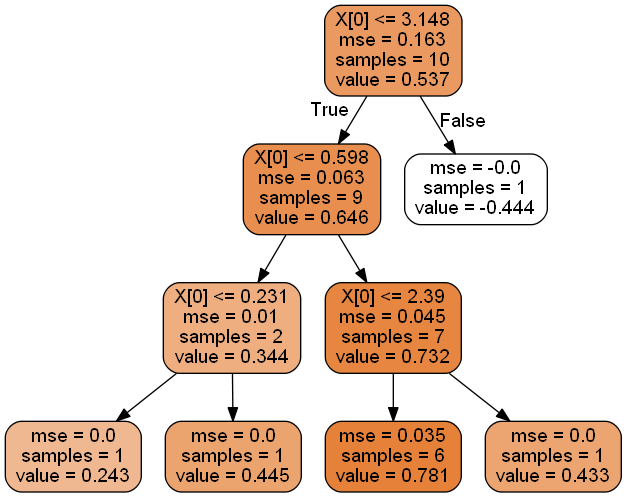 X[0] <= 3.148
mse = 0.163
samples = 10
value = 0.537
True
False
X[0] <= 0.598
mse = 0.063
samples = 9
value = 0.646
mse = -0.0
samples = 1
value = -0.444
X[0] <= 0.231
mse = 0.01
samples = 2
value = 0.344
X[0] <= 2.39
mse = 0.045
samples = 7
value = 0.732
mse = 0.0
samples = 1
value = 0.243
mse = 0.0
samples = 1
value = 0.445
mse = 0.035
samples = 6
value = 0.781
mse = 0.0
samples = 1
value = 0.433